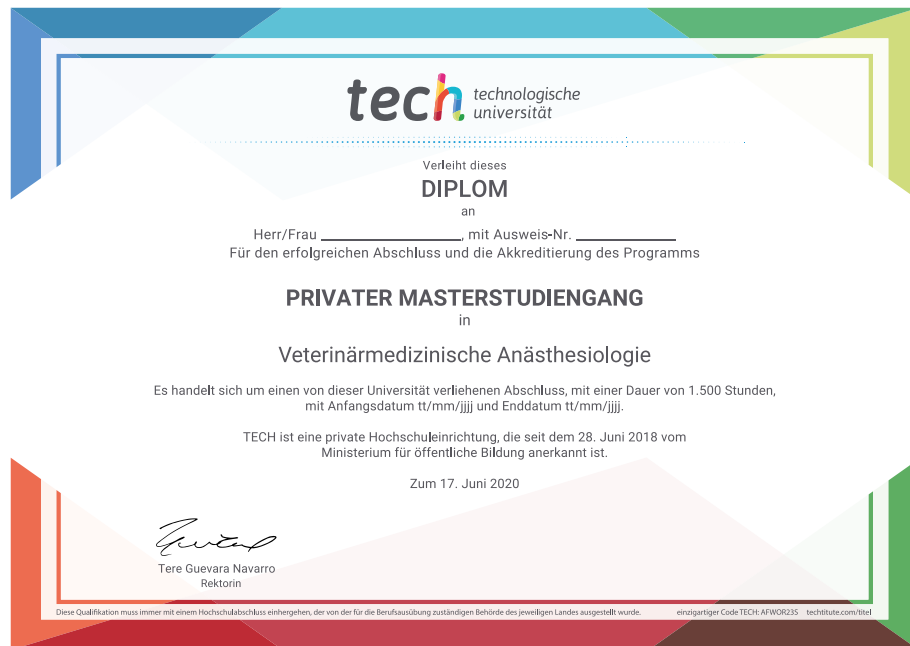 tech technologische
universität
Verleiht dieses
DIPLOM
an
Herr/Frau ____________________, mit Ausweis-Nr. ______________
Für den erfolgreichen Abschluss und die Akkreditierung des Programms
PRIVATER MASTERSTUDIENGANG
in
Veterinärmedizinische Anästhesiologie
Es handelt sich um einen von dieser Universität verliehenen Abschluss, mit einer Dauer von 1.500 Stunden,
mit Anfangsdatum tt/mm/jjjj und Enddatum tt/mm/jjjj.
TECH ist eine private Hochschuleinrichtung, die seit dem 28. Juni 2018 vom
Ministerium für öffentliche Bildung anerkannt ist.
Zum 17. Juni 2020
Tere Guevara Navarro
Rektorin
Diese Qualifikation muss immer mit einem Hochschulabschluss einhergehen, der von der für die Berufsausübung zuständigen Behörde des jeweiligen Landes ausgestellt wurde. einzigartiger Code TECH: AFWOR23S techtitute.com/titel